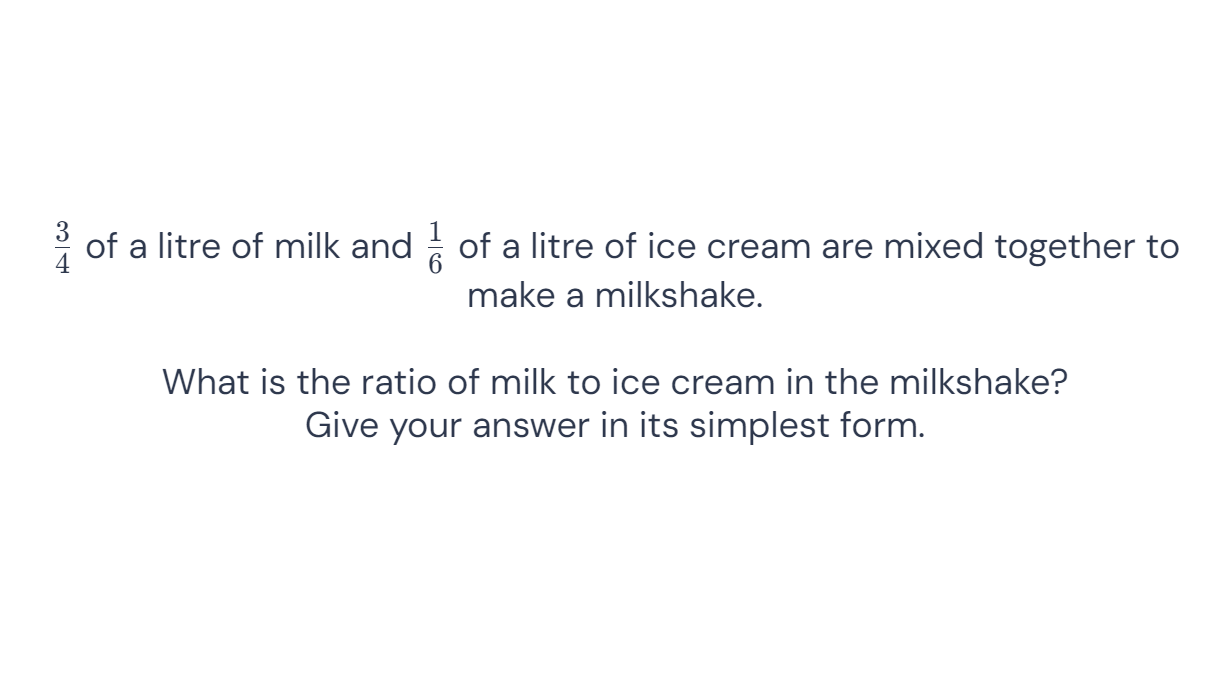 3/4 of a litre of milk and 1/6 of a litre of ice cream are mixed together to
make a milkshake.
What is the ratio of milk to ice cream in the milkshake?
Give your answer in its simplest form.